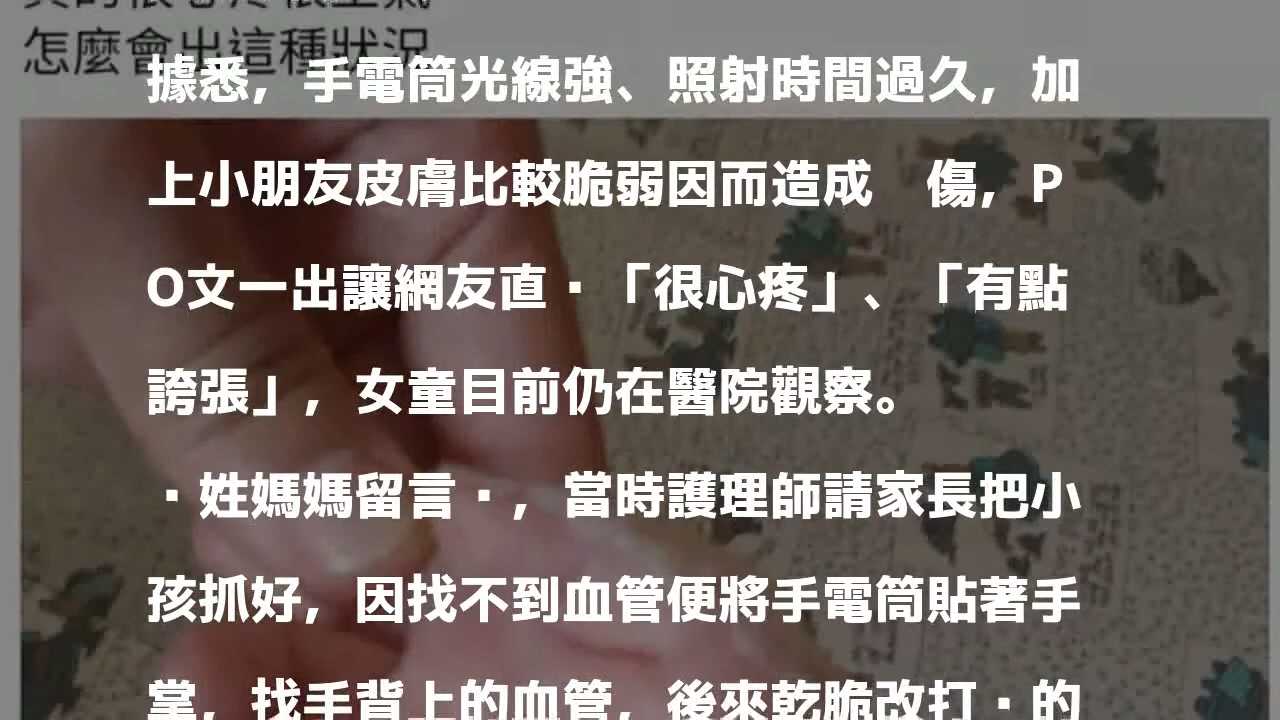 怎麼會出這種狀況
據悉，手電筒光線強、照射時間過久，加
上小朋友皮膚比較脆弱因而造成　傷，P
O文一出讓網友直▪「很心疼」、「有點
誇張」，女童目前仍在醫院觀察。
▪姓媽媽留言▪，當時護理師請家長把小
孩抓好，因找不到血管便將手電筒貼著手
掌，找手背上的血管，後來乾脆改打▪的